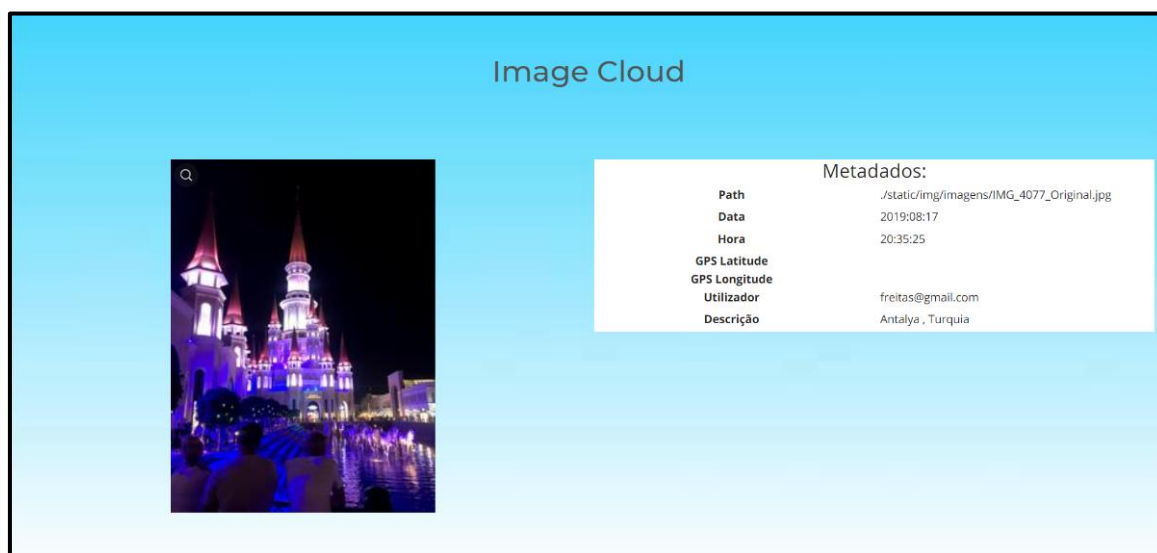 Image Cloud
Metadados:
Path ./static/img/imagens/IMG_4077_Original.jpg
Data 2019:08:17
Hora 20:35:25
GPS Latitude
GPS Longitude
Utilizador freitas@gmail.com
Descrição Antalya , Turquia